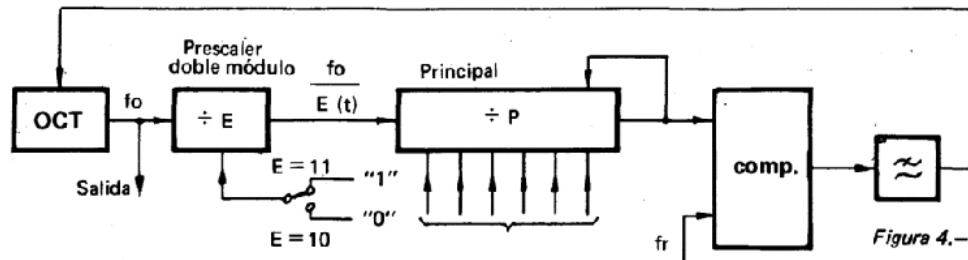 Prescaler
doble módulo
fo
E (t)
Principal
OCT
fo
÷ E
÷ P
comp.
Salida
E = 11
"1"
"0"
E = 10
fr
≈
Figura 4.—